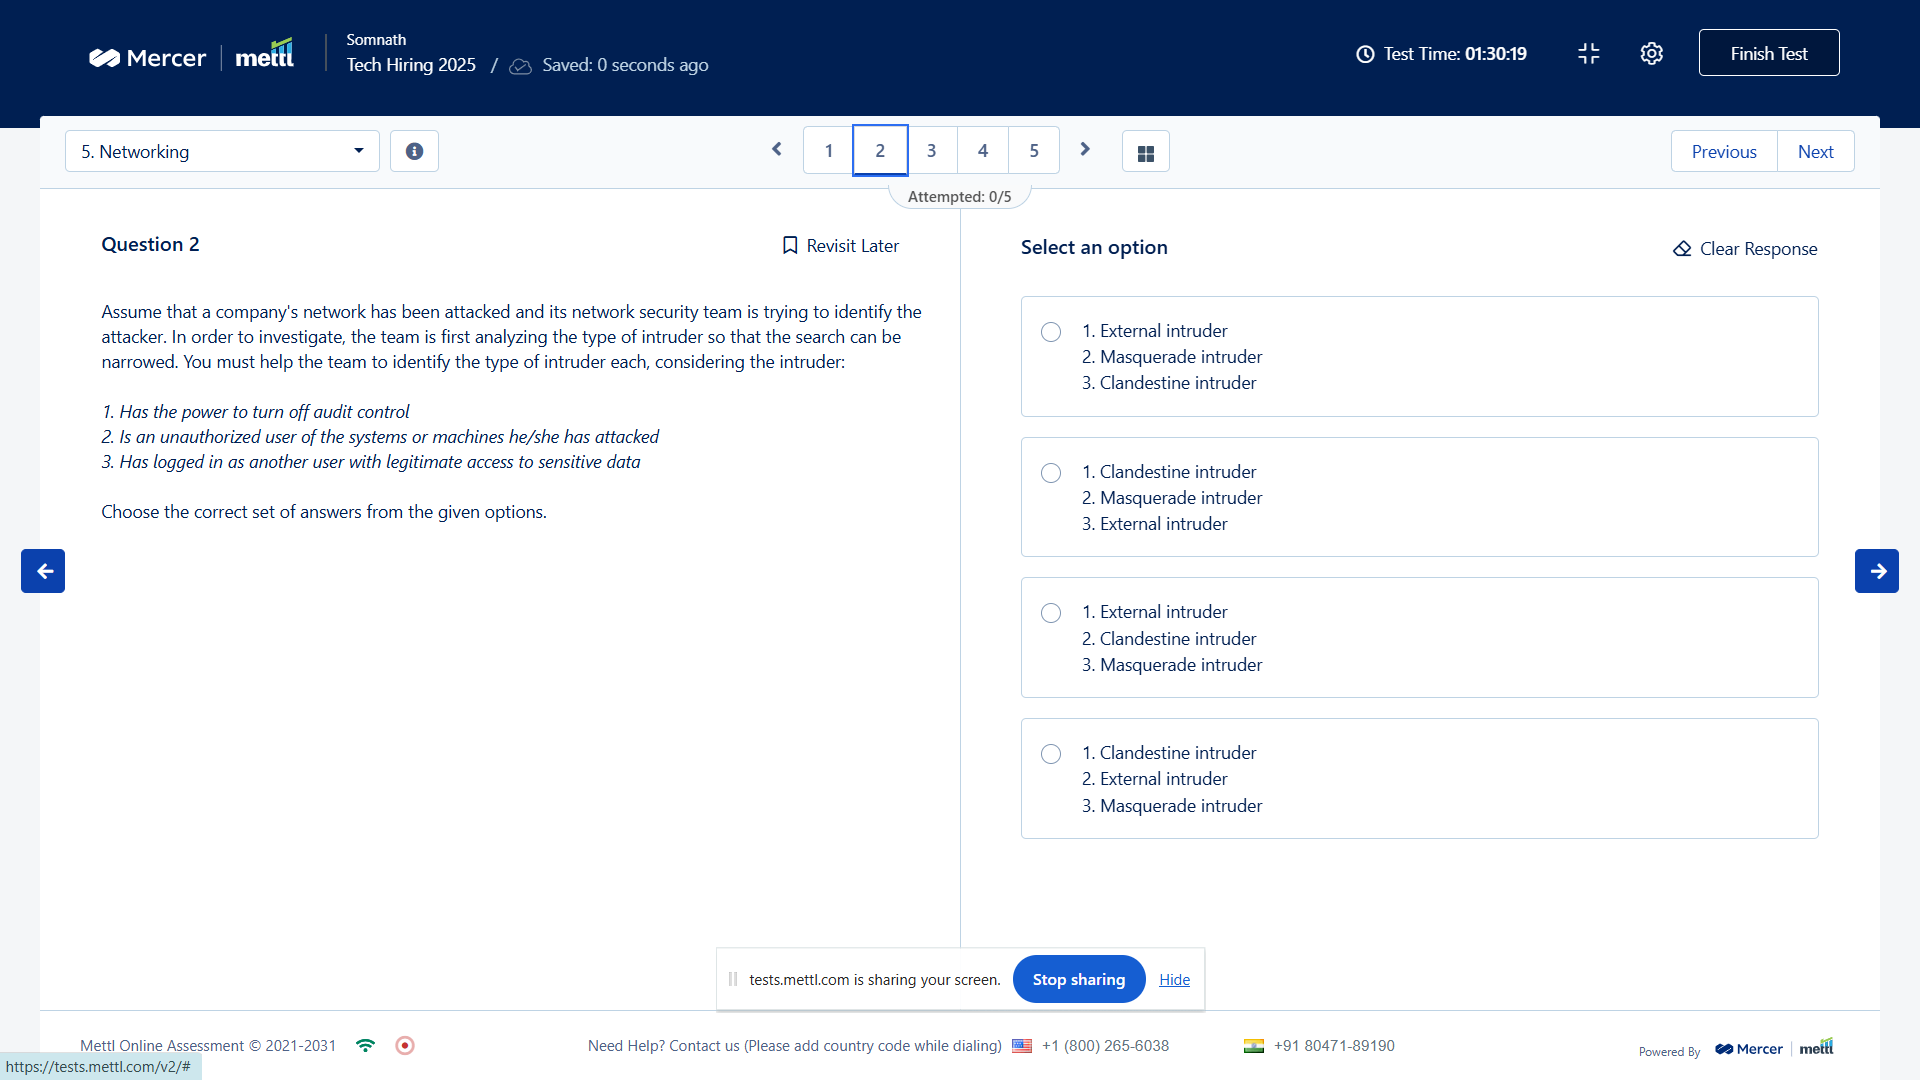 Mercer | mettl
Somnath
Tech Hiring 2025 / Saved: 0 seconds ago
Test Time: 01:30:19
Finish Test
5. Networking
1 2 3 4 5
Attempted: 0/5
Previous
Next
Question 2
Revisit Later
Assume that a company's network has been attacked and its network security team is trying to identify the
attacker. In order to investigate, the team is first analyzing the type of intruder so that the search can be
narrowed. You must help the team to identify the type of intruder each, considering the intruder:
1. Has the power to turn off audit control
2. Is an unauthorized user of the systems or machines he/she has attacked
3. Has logged in as another user with legitimate access to sensitive data
Choose the correct set of answers from the given options.
Select an option
Clear Response
1. External intruder
2. Masquerade intruder
3. Clandestine intruder
1. Clandestine intruder
2. Masquerade intruder
3. External intruder
1. External intruder
2. Clandestine intruder
3. Masquerade intruder
1. Clandestine intruder
2. External intruder
3. Masquerade intruder
tests.mettl.com is sharing your screen.
Stop sharing
Hide
Mettl Online Assessment © 2021-2031
Need Help? Contact us (Please add country code while dialing)
+1 (800) 265-6038
+91 80471-89190
Powered By
Mercer | mettl
https://tests.mettl.com/v2/#